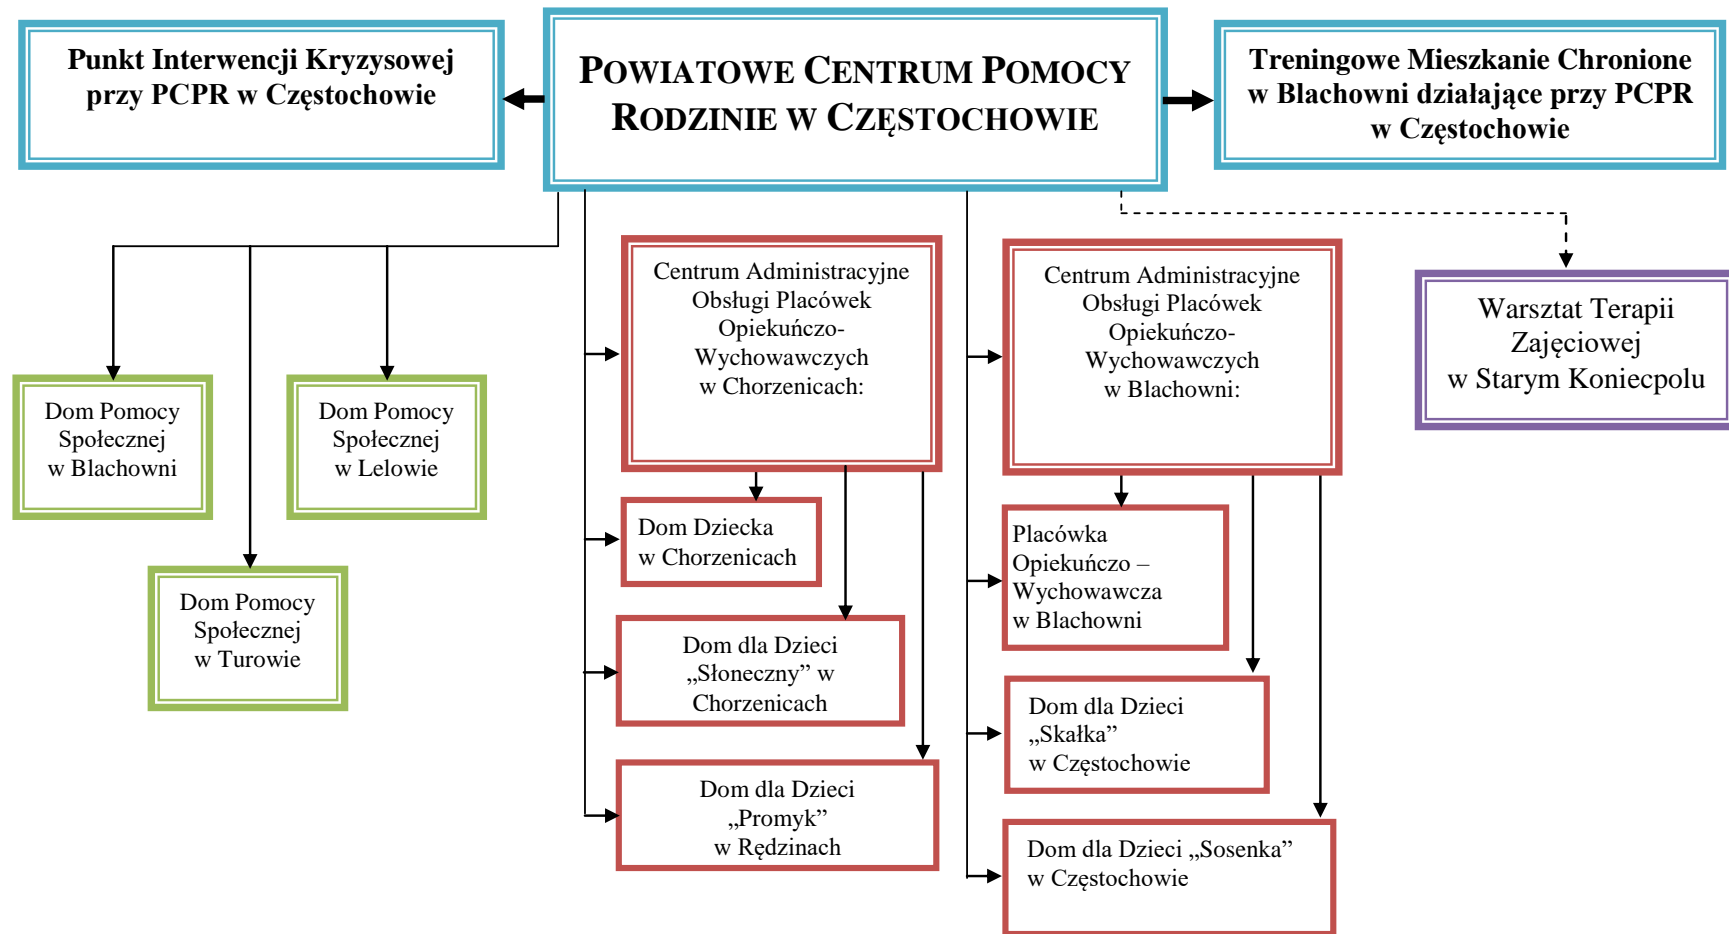 Punkt Interwencji Kryzysowej
przy PCPR w Częstochowie
POWIATOWE CENTRUM POMOCY
RODZINIE W CZĘSTOCHOWIE
Treningowe Mieszkanie Chronione
w Blachowni działające przy PCPR
w Częstochowie
Dom Pomocy
Społecznej
w Blachowni
Dom Pomocy
Społecznej
w Lelowie
Dom Pomocy
Społecznej
w Turowie
Centrum Administracyjne
Obsługi Placówek
Opiekuńczo-
Wychowawczych
w Chorzenicach:
Dom Dziecka
w Chorzenicach
Dom dla Dzieci
„Słoneczny” w
Chorzenicach
Dom dla Dzieci
„Promyk”
w Rędzinach
Centrum Administracyjne
Obsługi Placówek
Opiekuńczo-
Wychowawczych
w Blachowni:
Placówka
Opiekuńczo –
Wychowawcza
w Blachowni
Dom dla Dzieci
„Skałka”
w Częstochowie
Dom dla Dzieci „Sosenka”
w Częstochowie
Warsztat Terapii
Zajęciowej
w Starym Koniecpolu